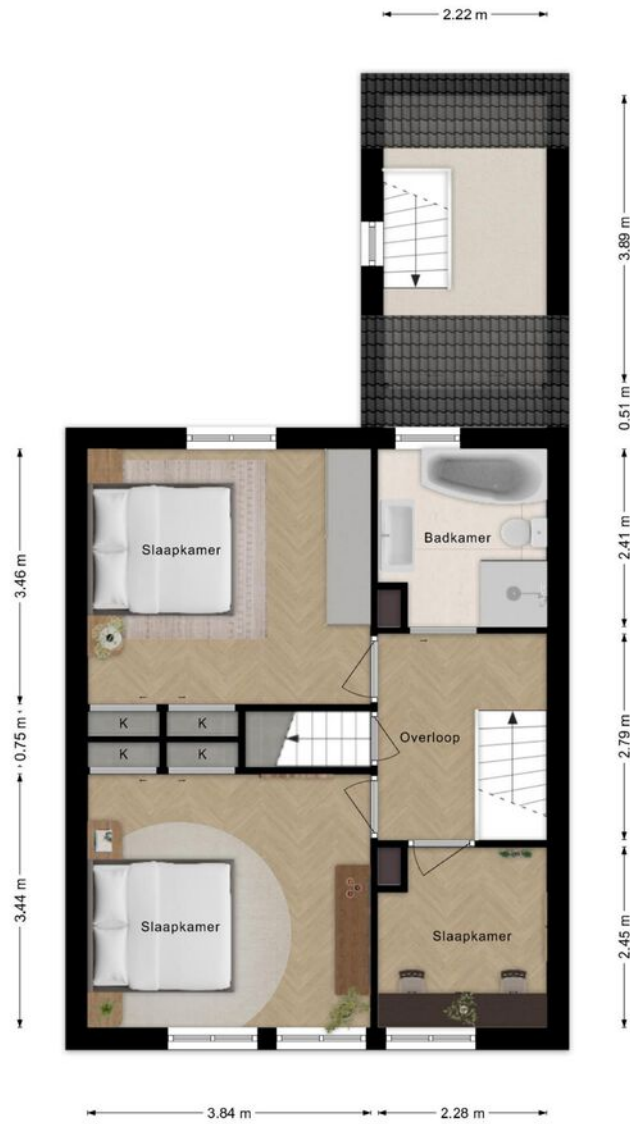 2.22 m
3.89 m
0.51 m
Slaapkamer
Badkamer
3.46 m
2.41 m
K
K
0.75 m
Overloop
2.79 m
K
K
3.44 m
Slaapkamer
Slaapkamer
2.45 m
3.84 m
2.28 m